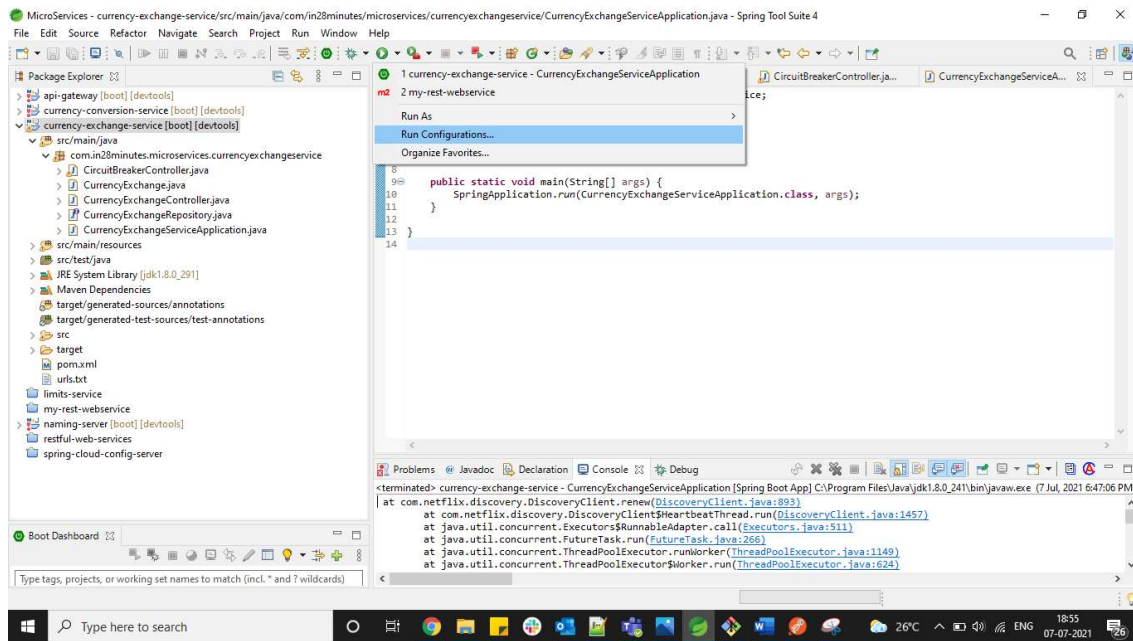 MicroServices - currency-exchange-service/src/main/java/com/in28minutes/microservices/currencyexchangeservice/CurrencyExchangeServiceApplication.java - Spring Tool Suite 4
File Edit Source Refactor Navigate Search Project Run Window Help
Package Explorer
api-gateway [boot] [devtools]
currency-conversion-service [boot] [devtools]
currency-exchange-service [boot] [devtools]
src/main/java
com.in28minutes.microservices.currencyexchangeservice
CircuitBreakerController.java
CurrencyExchange.java
CurrencyExchangeController.java
CurrencyExchangeRepository.java
CurrencyExchangeServiceApplication.java
src/main/resources
src/test/java
JRE System Library [jdk1.8.0_291]
Maven Dependencies
target/generated-sources/annotations
target/generated-test-sources/test-annotations
src
target
pom.xml
urls.txt
limits-service
my-rest-webservice
naming-server [boot] [devtools]
restful-web-services
spring-cloud-config-server
Boot Dashboard
Type tags, projects, or working set names to match (incl. * and ? wildcards)
1 currency-exchange-service - CurrencyExchangeServiceApplication
m2 2 my-rest-webservice
Run As
Run Configurations...
Organize Favorites...
CircuitBreakerController.ja...
CurrencyExchangeServiceA...
ice;
8
9 public static void main(String[] args) {
10 SpringApplication.run(CurrencyExchangeServiceApplication.class, args);
11 }
12
13 }
14
Problems @ Javadoc Declaration Console Debug
<terminated> currency-exchange-service - CurrencyExchangeServiceApplication [Spring Boot App] C:\Program Files\Java\jdk1.8.0_241\bin\javaw.exe (7 Jul, 2021 6:47:06 PM
at com.netflix.discovery.DiscoveryClient.renew(DiscoveryClient.java:893)
at com.netflix.discovery.DiscoveryClient$HeartbeatThread.run(DiscoveryClient.java:1457)
at java.util.concurrent.Executors$RunnableAdapter.call(Executors.java:511)
at java.util.concurrent.FutureTask.run(FutureTask.java:266)
at java.util.concurrent.ThreadPoolExecutor.runWorker(ThreadPoolExecutor.java:1149)
at java.util.concurrent.ThreadPoolExecutor$Worker.run(ThreadPoolExecutor.java:624)
Type here to search
26°C
ENG
18:55
07-07-2021
26